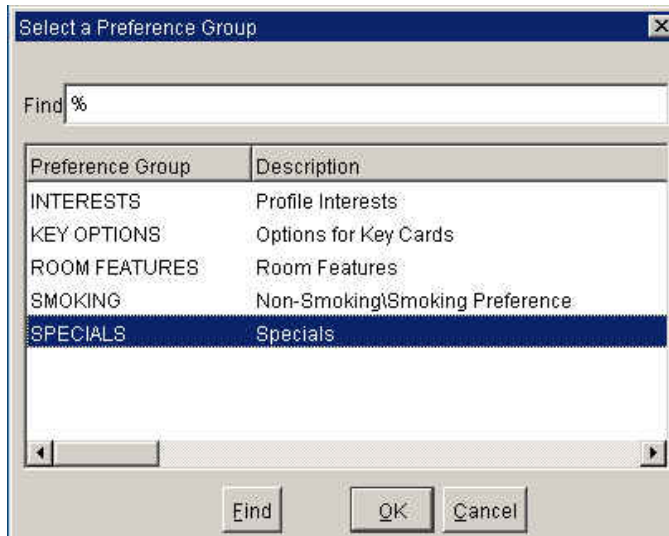 Select a Preference Group
Find %
Preference Group Description
INTERESTS Profile Interests
KEY OPTIONS Options for Key Cards
ROOM FEATURES Room Features
SMOKING Non-Smoking\Smoking Preference
SPECIALS Specials
Find OK Cancel